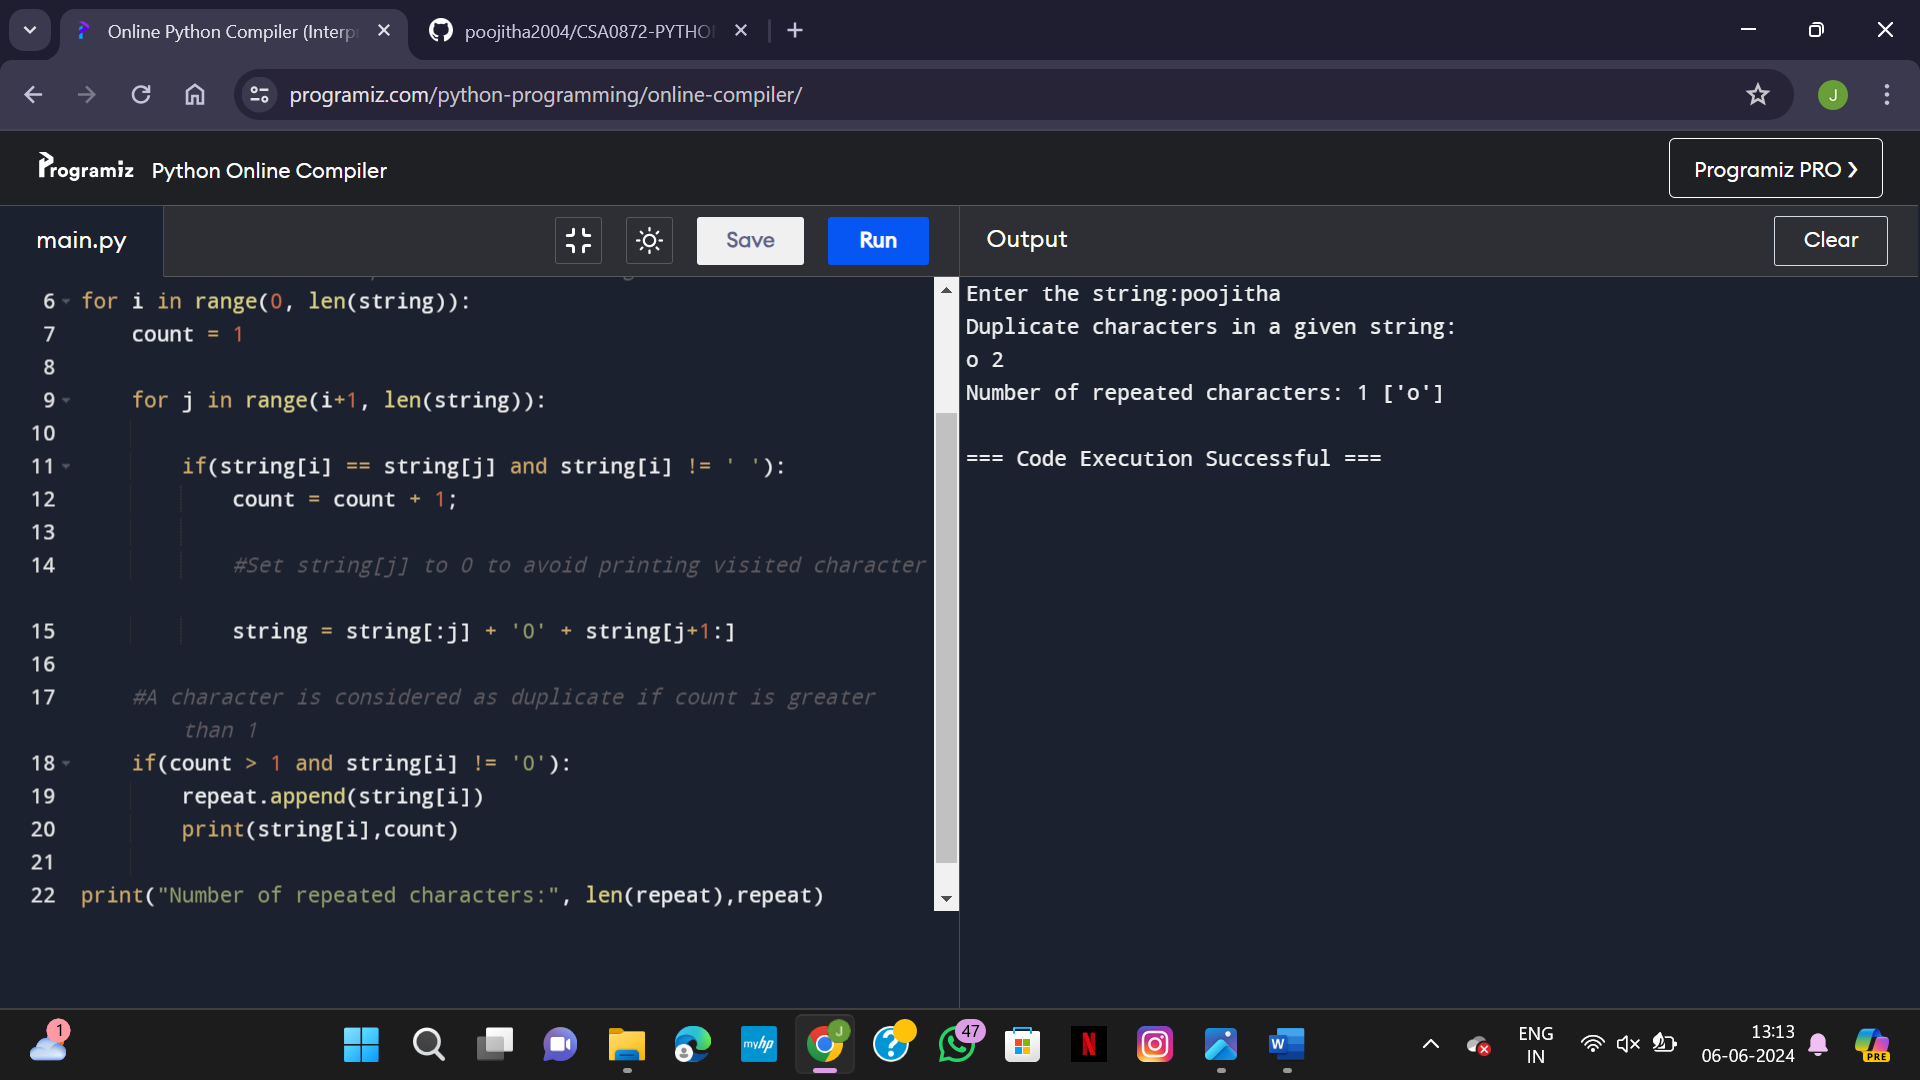 Online Python Compiler (Interp
poojitha2004/CSA0872-PYTHO
programiz.com/python-programming/online-compiler/
J
Programiz Python Online Compiler
Programiz PRO ❯
main.py
Save
Run
Output
Clear
6 for i in range(0, len(string)):
7 count = 1
8
9 for j in range(i+1, len(string)):
10
11 if(string[i] == string[j] and string[i] != ' '):
12 count = count + 1;
13
14 #Set string[j] to 0 to avoid printing visited character
15 string = string[:j] + '0' + string[j+1:]
16
17 #A character is considered as duplicate if count is greater
than 1
18 if(count > 1 and string[i] != '0'):
19 repeat.append(string[i])
20 print(string[i],count)
21
22 print("Number of repeated characters:", len(repeat),repeat)
Enter the string:poojitha
Duplicate characters in a given string:
o 2
Number of repeated characters: 1 ['o']
=== Code Execution Successful ===
1
myhp
J
47
N
W
ENG
IN
13:13
06-06-2024
PRE